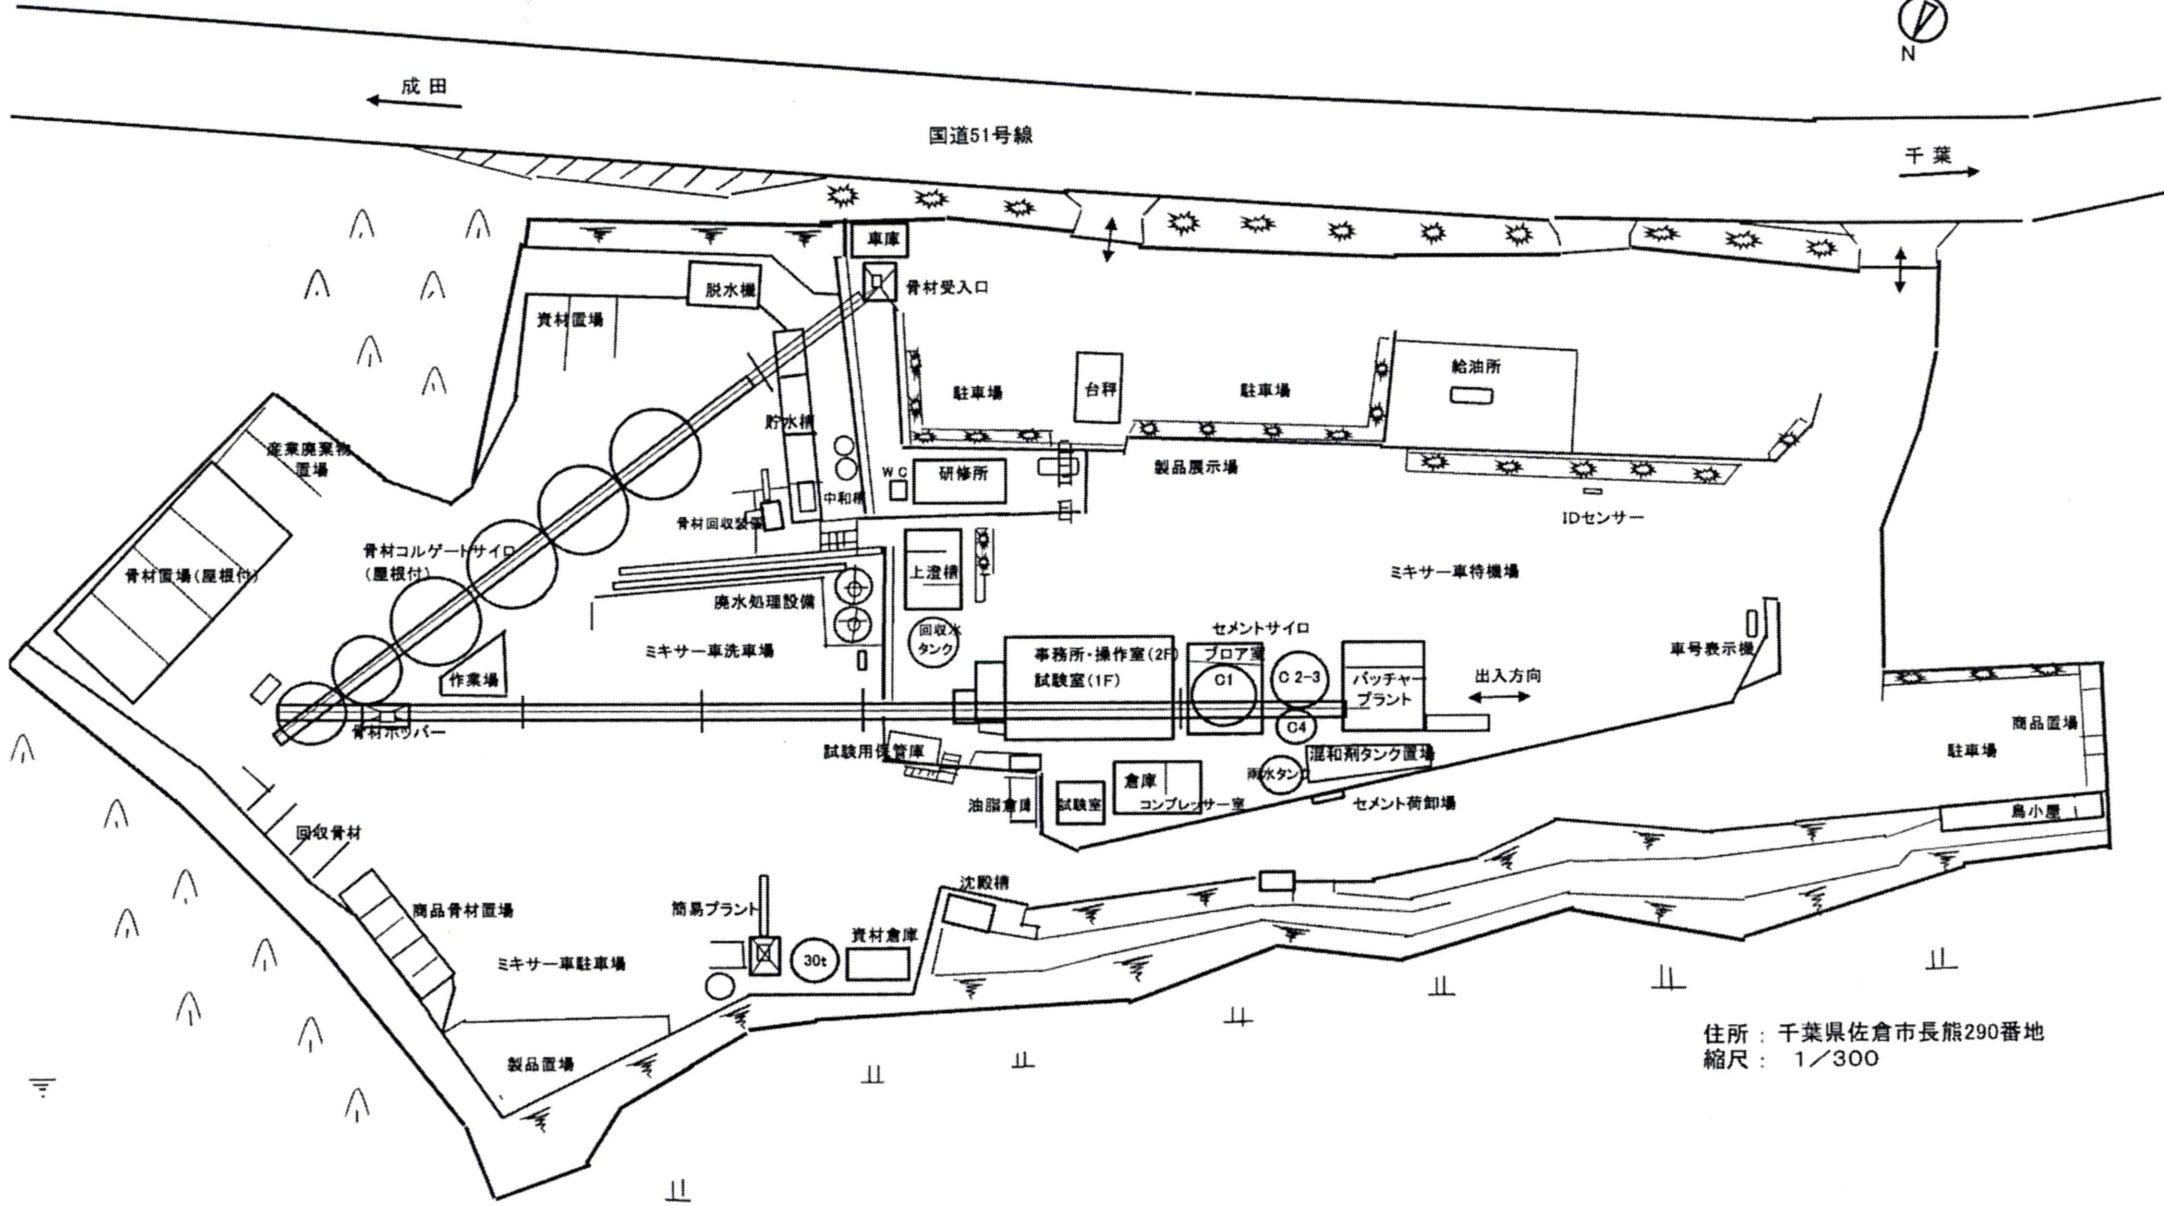 N
成田
国道51号線
千葉
車庫
骨材受入口
脱水機
資材置場
給油所
駐車場
台秤
駐車場
貯水槽
産業廃棄物
置場
製品展示場
WC
研修所
中和槽
骨材回収装置
IDセンサー
骨材コルゲートサイロ
(屋根付)
骨材置場(屋根付)
上澄槽
ミキサー車待機場
廃水処理設備
回収水
タンク
セメントサイロ
ミキサー車洗車場
事務所・操作室(2F)
試験室(1F)
ブロア室
C1
C2-3
C4
バッチャー
プラント
出入方向
車号表示機
作業場
骨材ホッパー
試験用保管庫
混和剤タンク置場
商品置場
駐車場
雨水タンク
倉庫
コンプレッサー室
油脂倉庫
試験室
セメント荷卸場
鳥小屋
回収骨材
沈殿槽
商品骨材置場
簡易プラント
資材倉庫
30t
ミキサー車駐車場
製品置場
住所：千葉県佐倉市長熊290番地
縮尺： 1／300